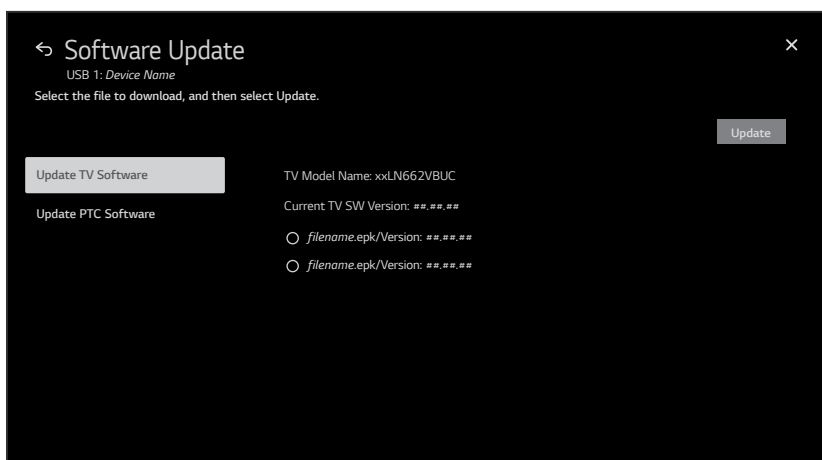 Software Update
USB 1: Device Name
Select the file to download, and then select Update.
Update
Update TV Software
TV Model Name: xxLN662VBUC
Current TV SW Version: ##.##.##
Update PTC Software
filename.epk/Version: ##.##.##
filename.epk/Version: ##.##.##